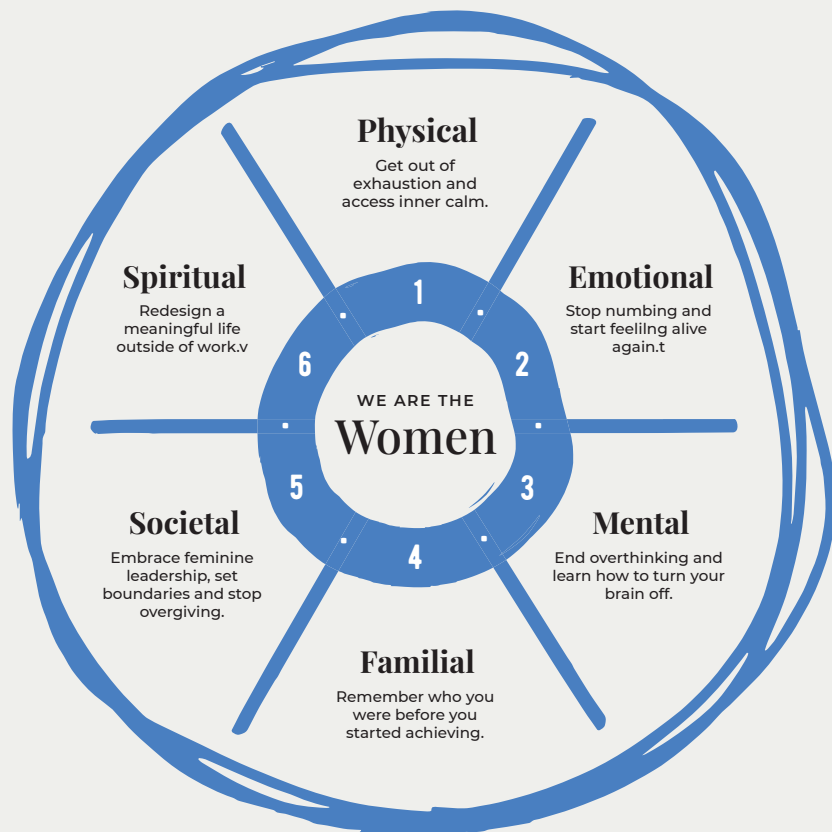 WE ARE THE
Women
1
Physical
Get out of
exhaustion and
access inner calm.
2
Emotional
Stop numbing and
start feelilng alive
again.t
3
Mental
End overthinking and
learn how to turn your
brain off.
4
Familial
Remember who you
were before you
started achieving.
5
Societal
Embrace feminine
leadership, set
boundaries and stop
overgiving.
6
Spiritual
Redesign a
meaningful life
outside of work.v